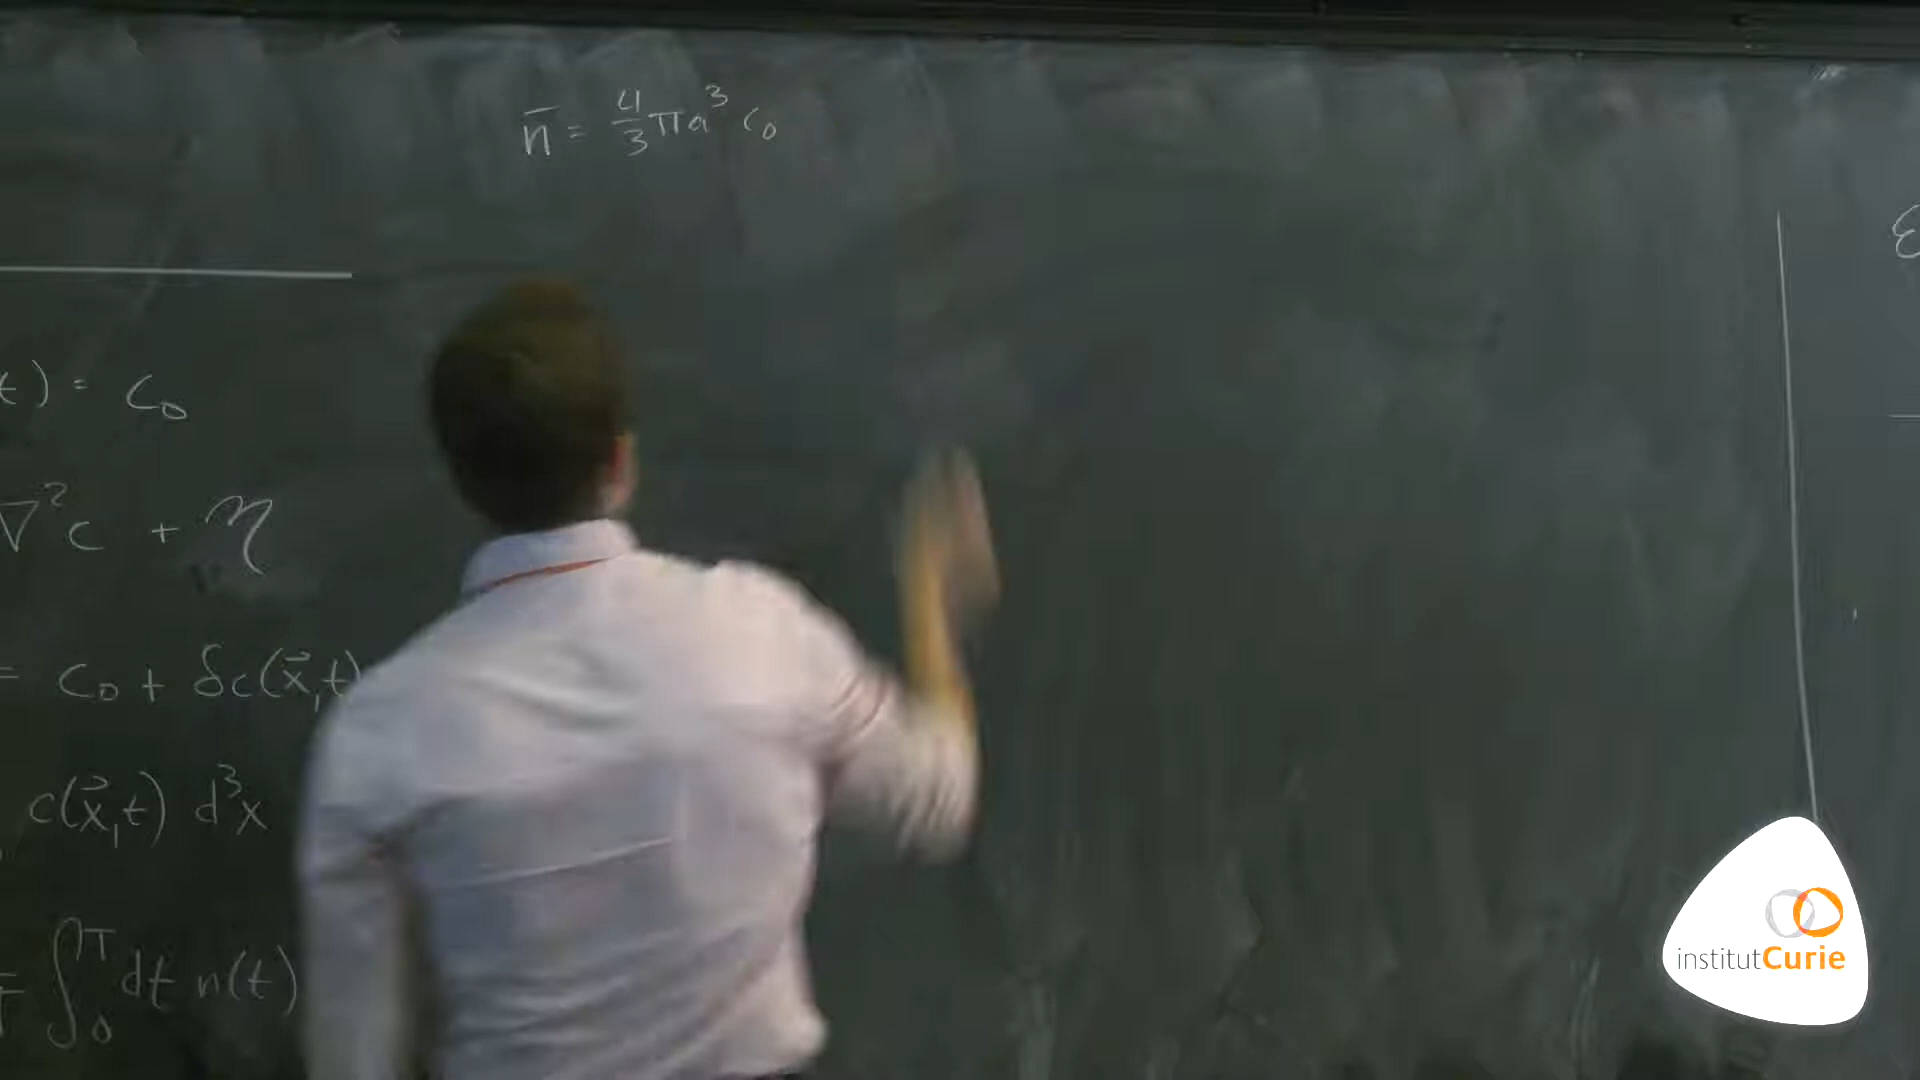 n̄ = 4/3 πa³ c₀
t) = c₀
∇²c + η
= c₀ + δc(x⃗,t)
c(x⃗,t) d³x
∫₀ᵀ dt n(t)
institutCurie